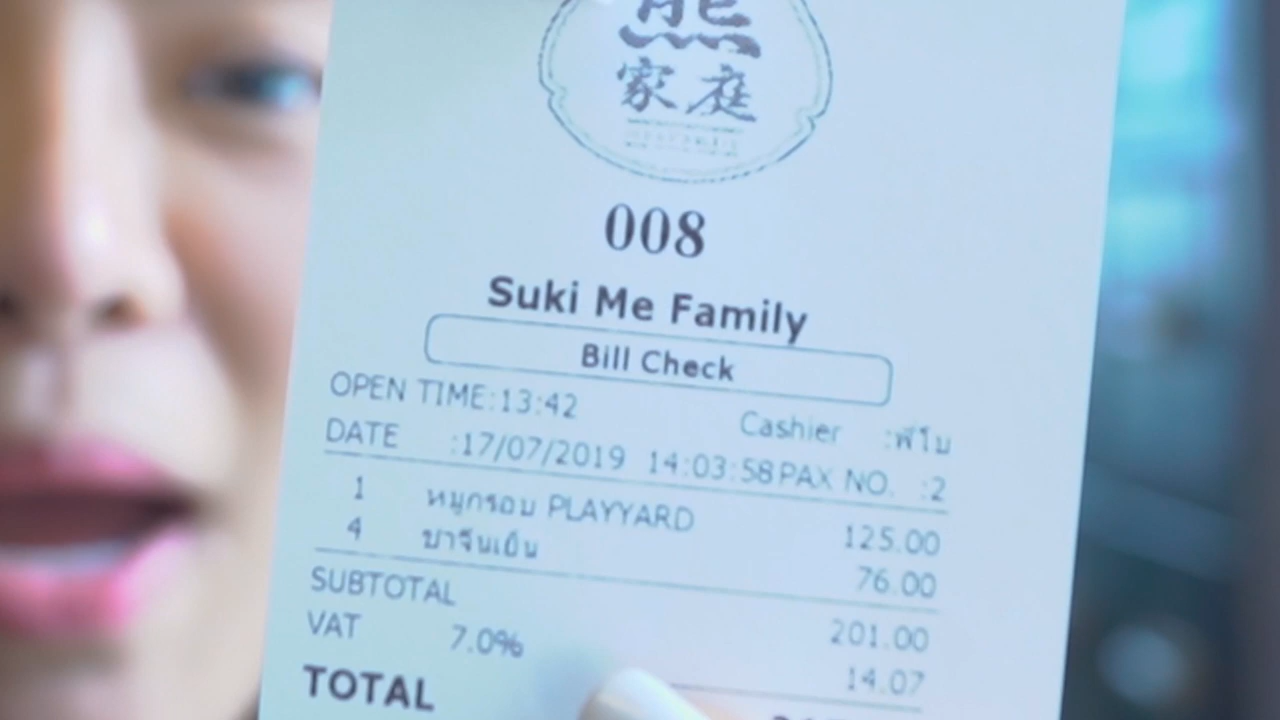 熊
家庭
008
Suki Me Family
Bill Check
OPEN TIME:13:42 Cashier :พีโบ
DATE :17/07/2019 14:03:58 PAX NO. :2
1 หมูกรอบ PLAYYARD 125.00
4 ชาจีนเย็น 76.00
SUBTOTAL 201.00
VAT 7.0% 14.07
TOTAL